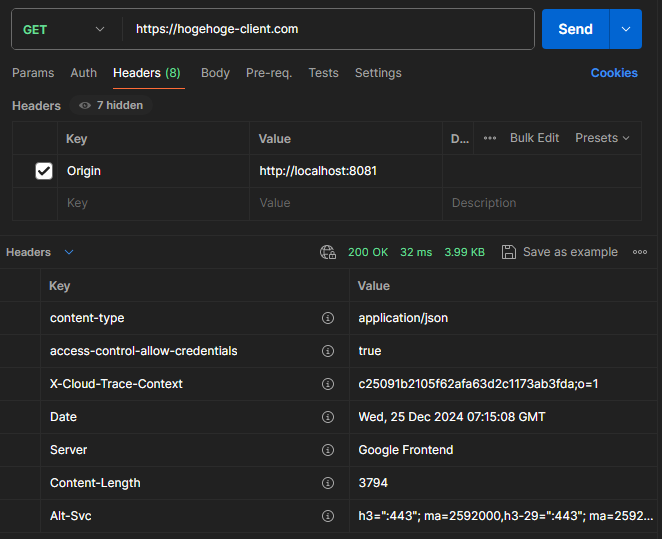 GET https://hogehoge-client.com Send
Params Auth Headers (8) Body Pre-req. Tests Settings Cookies
Headers 7 hidden
Key Value D... Bulk Edit Presets
Origin http://localhost:8081
Key Value Description
Headers 200 OK 32 ms 3.99 KB Save as example
Key Value
content-type application/json
access-control-allow-credentials true
X-Cloud-Trace-Context c25091b2105f62afa63d2c1173ab3fda;o=1
Date Wed, 25 Dec 2024 07:15:08 GMT
Server Google Frontend
Content-Length 3794
Alt-Svc h3=":443"; ma=2592000,h3-29=":443"; ma=2592...